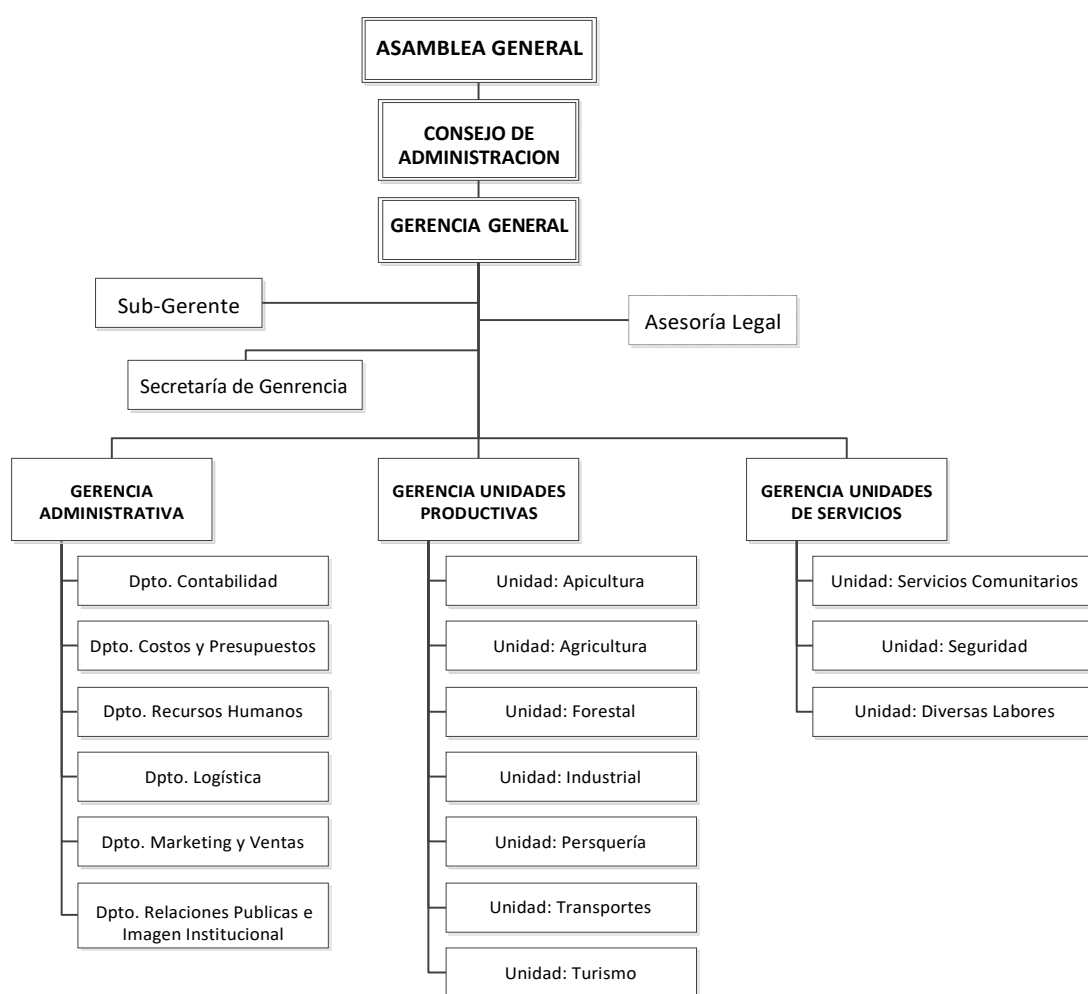 ASAMBLEA GENERAL
CONSEJO DE
ADMINISTRACION
GERENCIA GENERAL
Sub-Gerente
Asesoría Legal
Secretaría de Genrencia
GERENCIA
ADMINISTRATIVA
Dpto. Contabilidad
Dpto. Costos y Presupuestos
Dpto. Recursos Humanos
Dpto. Logística
Dpto. Marketing y Ventas
Dpto. Relaciones Publicas e
Imagen Institucional
GERENCIA UNIDADES
PRODUCTIVAS
Unidad: Apicultura
Unidad: Agricultura
Unidad: Forestal
Unidad: Industrial
Unidad: Persquería
Unidad: Transportes
Unidad: Turismo
GERENCIA UNIDADES
DE SERVICIOS
Unidad: Servicios Comunitarios
Unidad: Seguridad
Unidad: Diversas Labores